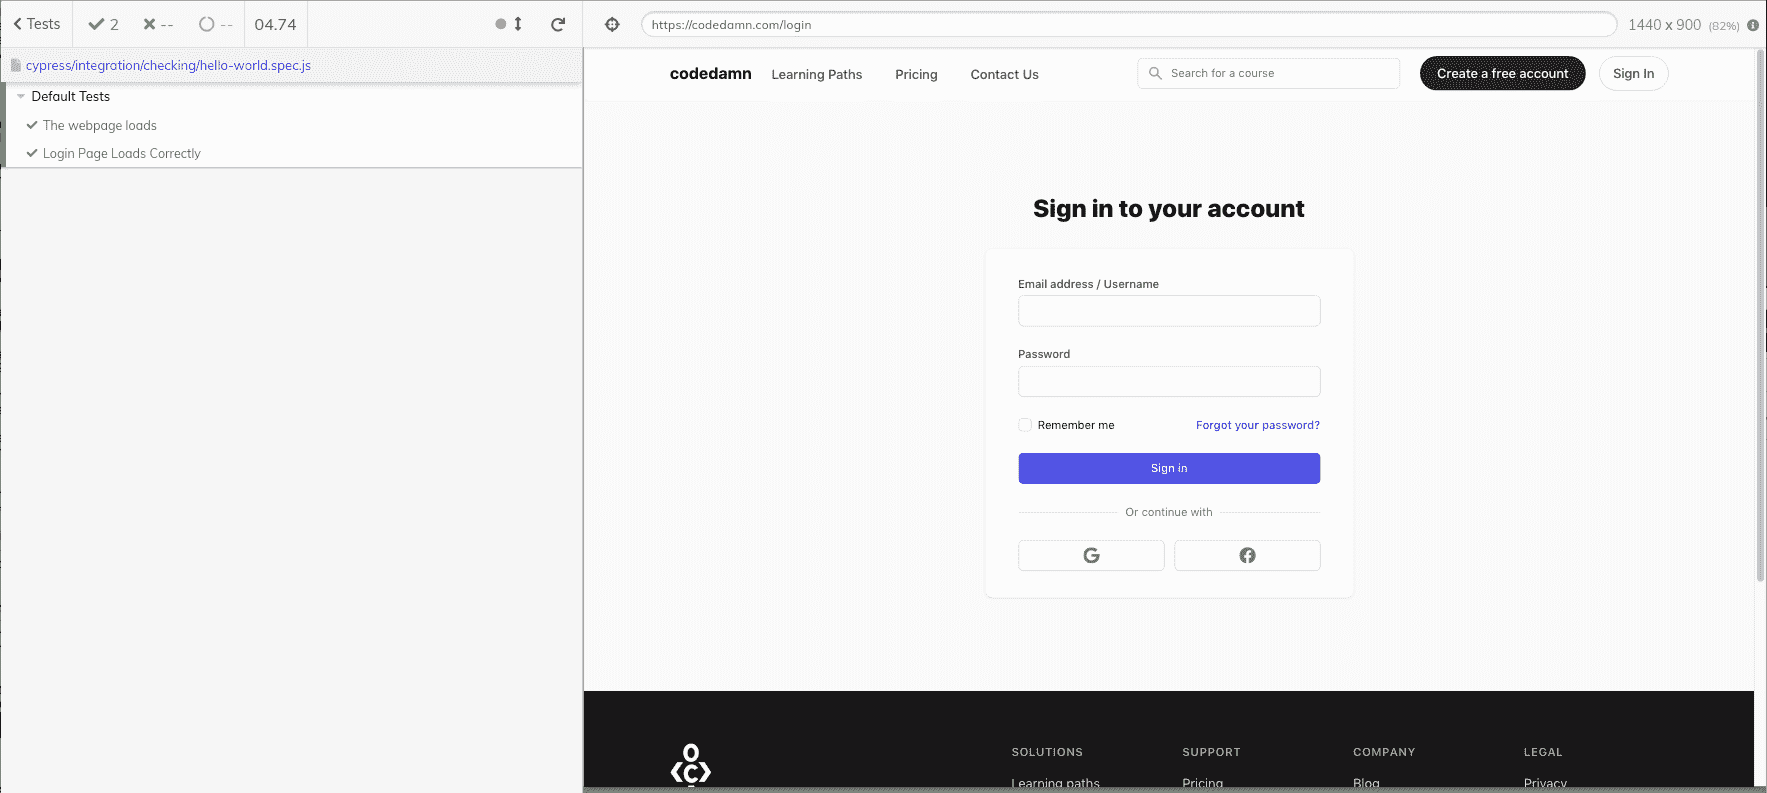 Tests 2 -- -- 04.74
https://codedamn.com/login 1440 x 900 (82%)
cypress/integration/checking/hello-world.spec.js
Default Tests
The webpage loads
Login Page Loads Correctly
codedamn Learning Paths Pricing Contact Us Search for a course Create a free account Sign In
Sign in to your account
Email address / Username
Password
Remember me Forgot your password?
Sign in
Or continue with
SOLUTIONS SUPPORT COMPANY LEGAL
Learning paths Pricing Blog Privacy